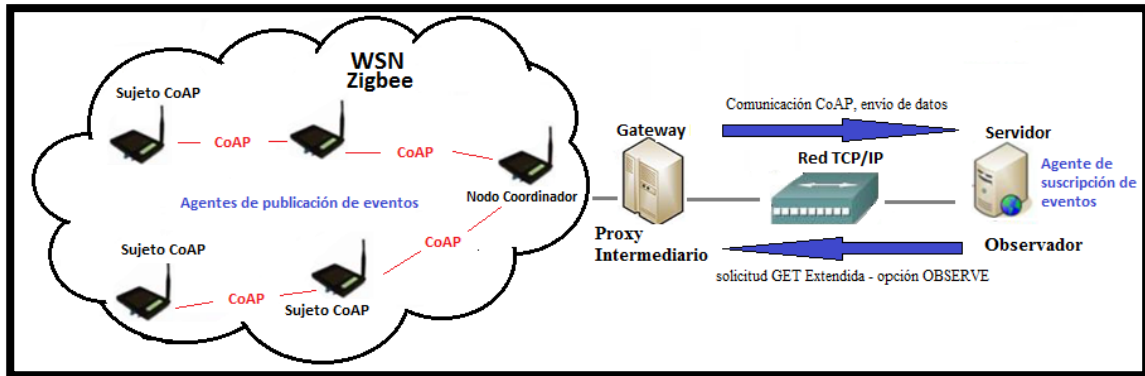 WSN
Zigbee
Sujeto CoAP
CoAP
CoAP
Nodo Coordinador
Agentes de publicación de eventos
Sujeto CoAP
CoAP
Sujeto CoAP
CoAP
Gateway
Proxy
Intermediario
Comunicación CoAP, envío de datos
Red TCP/IP
Servidor
Agente de
suscripción de
eventos
Observador
solicitud GET Extendida - opción OBSERVE